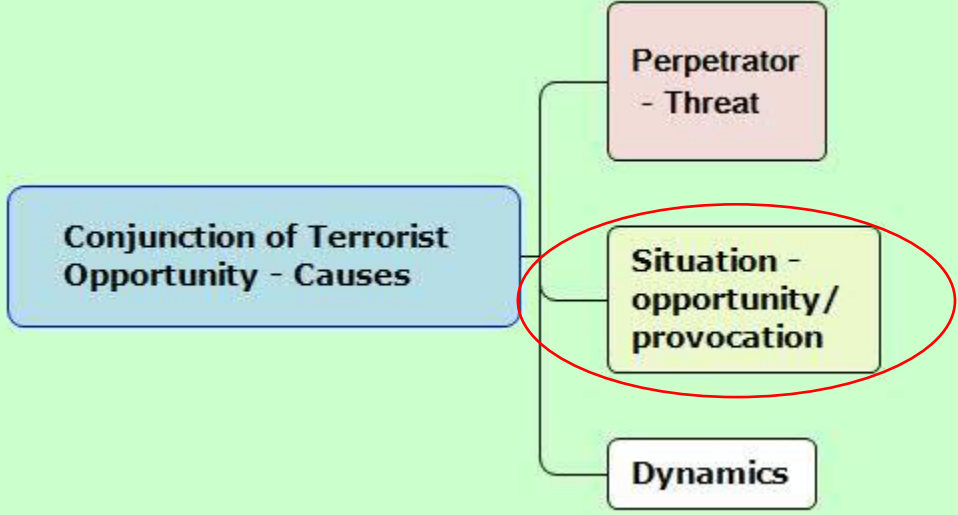 Perpetrator
- Threat
Conjunction of Terrorist
Opportunity - Causes
Situation -
opportunity/
provocation
Dynamics